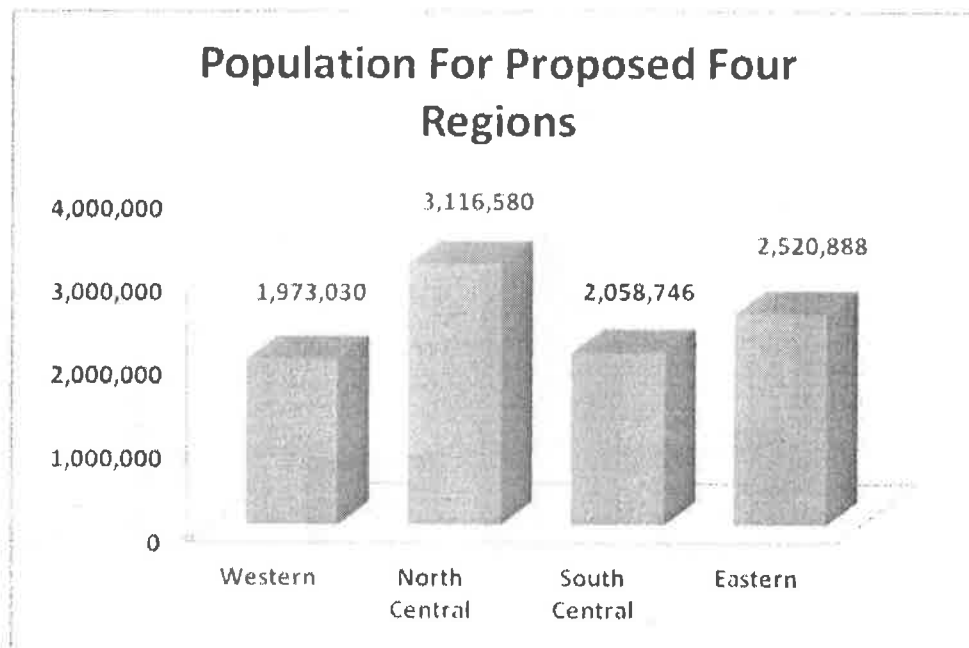 Population For Proposed Four
Regions
4,000,000
3,000,000
2,000,000
1,000,000
0
1,973,030
3,116,580
2,058,746
2,520,888
Western
North
Central
South
Central
Eastern